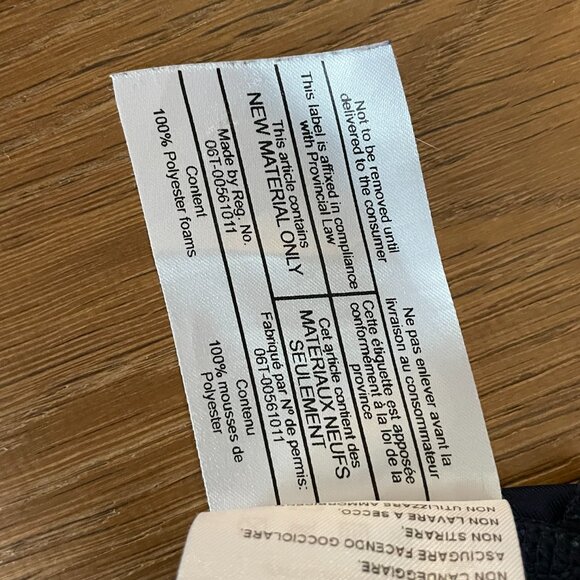 Not to be removed until
delivered to the consumer
This label is affixed in compliance
with Provincial Law
This article contains
NEW MATERIAL ONLY
Made by Reg. No.
06T-00561011
Content
100% Polyester foams
Ne pas enlever avant la
livraison au consommateur
Cette étiquette est apposée
conformément à la loi de la
province
Cet article contient des
MATERIAUX NEUFS
SEULEMENT
Fabriqué par Nº de permis:
06T-00561011
Contenu
100% mousses de
Polyester
NON CANDEGGIARE.
ASCIUGARE FACENDO GOCCIOLARE.
NON STIRARE.
NON LAVARE A SECCO.
NON UTILIZZARE